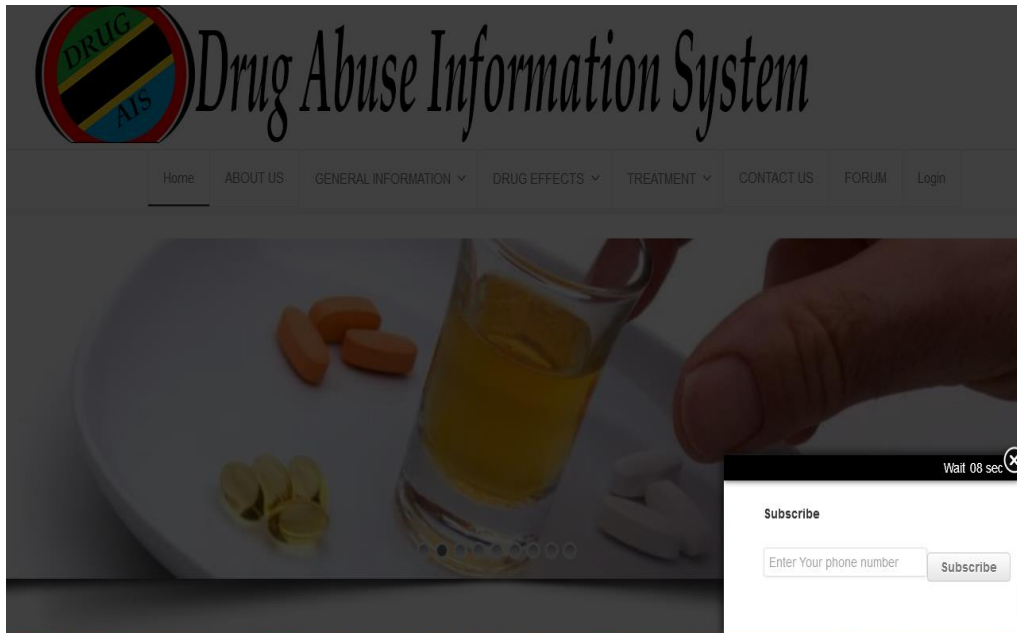 DRUG
AIS
Drug Abuse Information System
Home
ABOUT US
GENERAL INFORMATION
DRUG EFFECTS
TREATMENT
CONTACT US
FORUM
Login
Wait 08 sec
Subscribe
Enter Your phone number
Subscribe